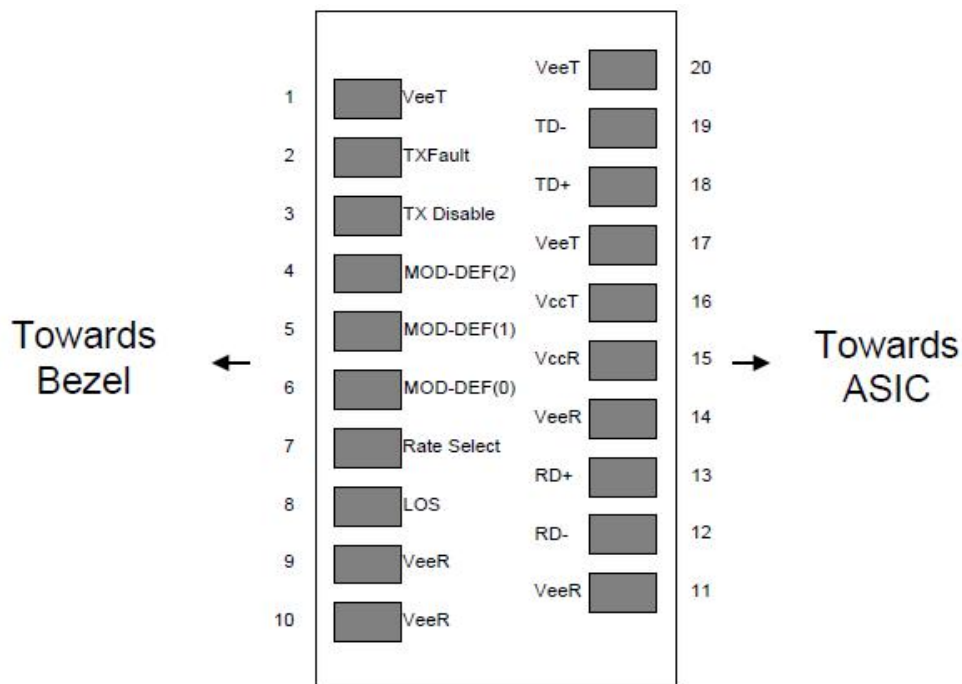 VeeT 20
1 VeeT
TD- 19
2 TXFault
TD+ 18
3 TX Disable
VeeT 17
4 MOD-DEF(2)
VccT 16
5 MOD-DEF(1)
Towards
Bezel
VccR 15
Towards
ASIC
6 MOD-DEF(0)
VeeR 14
7 Rate Select
RD+ 13
8 LOS
RD- 12
9 VeeR
VeeR 11
10 VeeR